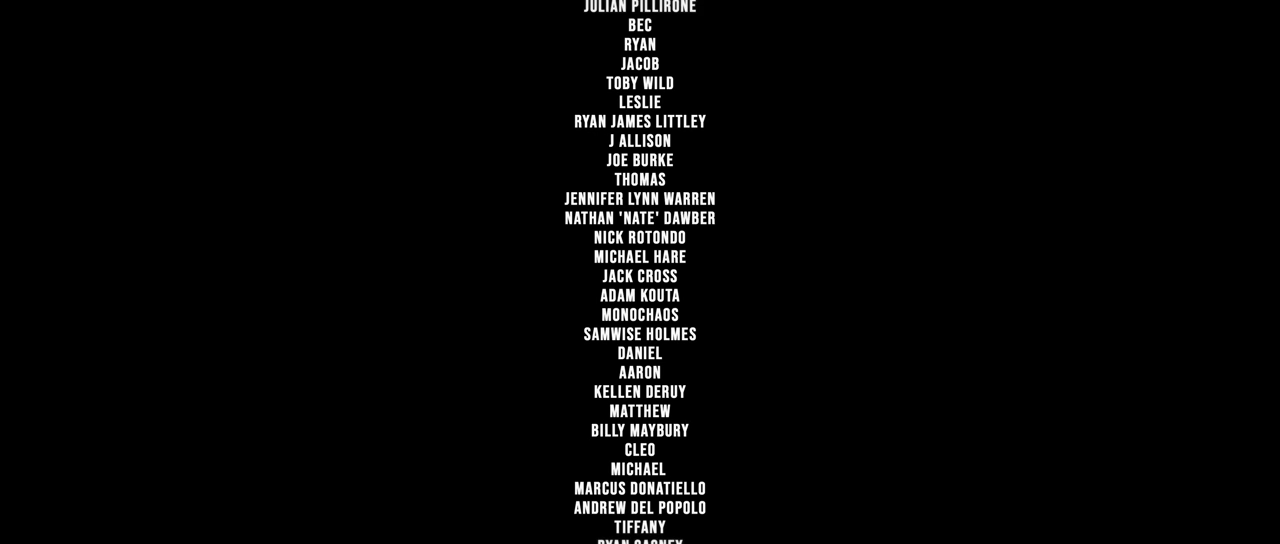 JULIAN PILLIRONE
BEC
RYAN
JACOB
TOBY WILD
LESLIE
RYAN JAMES LITTLEY
J ALLISON
JOE BURKE
THOMAS
JENNIFER LYNN WARREN
NATHAN 'NATE' DAWBER
NICK ROTONDO
MICHAEL HARE
JACK CROSS
ADAM KOUTA
MONOCHAOS
SAMWISE HOLMES
DANIEL
AARON
KELLEN DERUY
MATTHEW
BILLY MAYBURY
CLEO
MICHAEL
MARCUS DONATIELLO
ANDREW DEL POPOLO
TIFFANY
RYAN